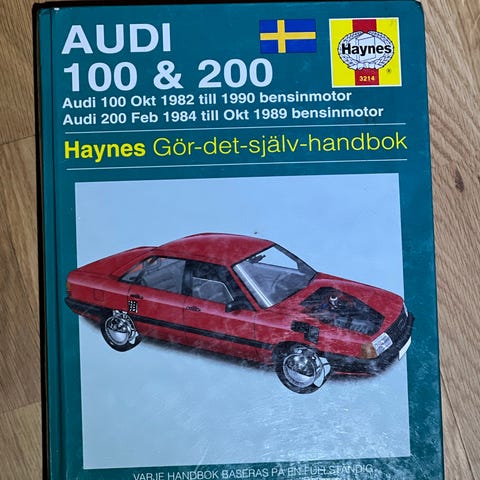 AUDI
100 & 200
Haynes
®
3214
Audi 100 Okt 1982 till 1990 bensinmotor
Audi 200 Feb 1984 till Okt 1989 bensinmotor
Haynes Gör-det-själv-handbok
VARJE HANDBOK BASERAS PÅ EN FULLSTÄNDIG